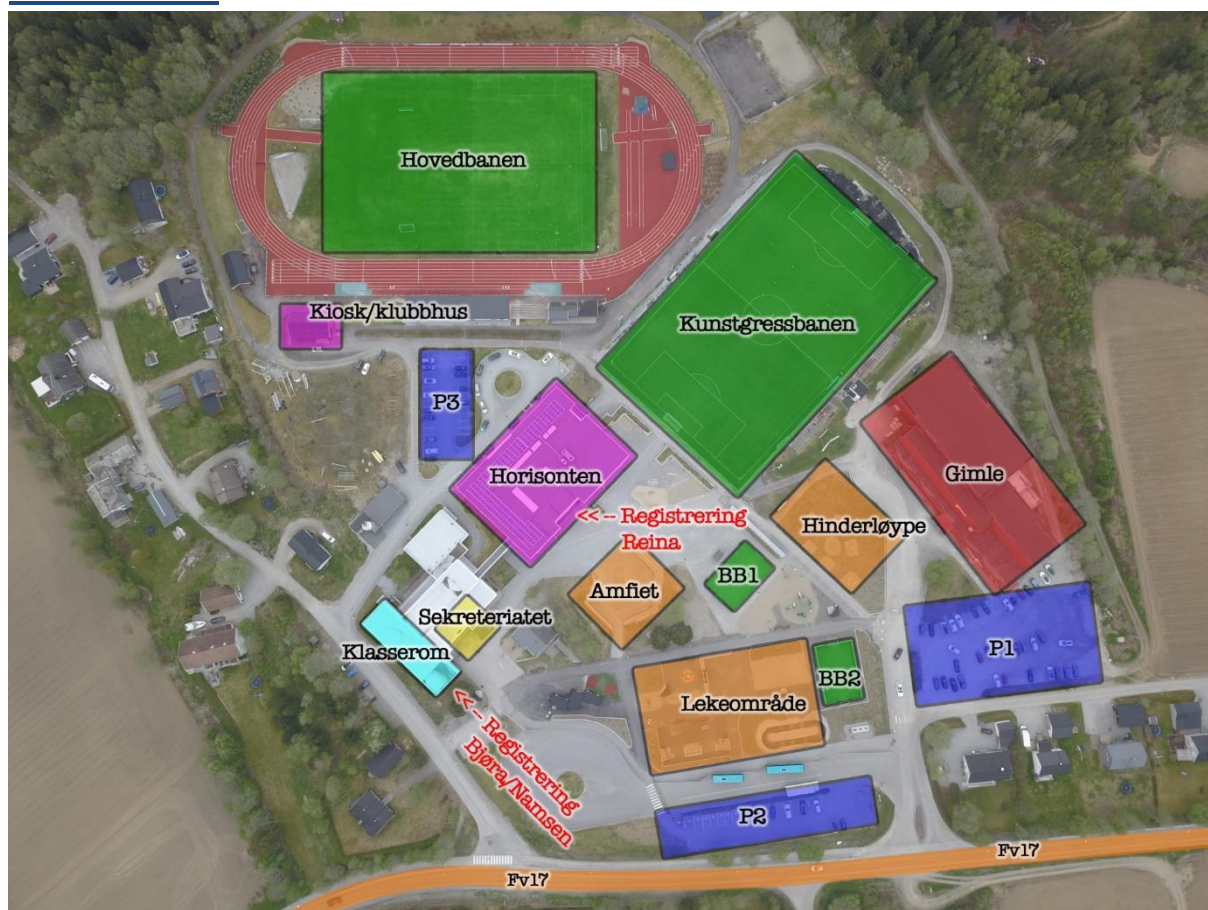 Hovedbanen
Kiosk/klubbhus
Kunstgressbanen
P3
Horisonten
Gimle
<<-- Registrering
Reina
Hinderløype
BB1
Amfiet
Sekreteriatet
Klasserom
P1
BB2
Lekeområde
<<-- Registrering
Bjøra/Namsen
P2
Fv17
Fv17